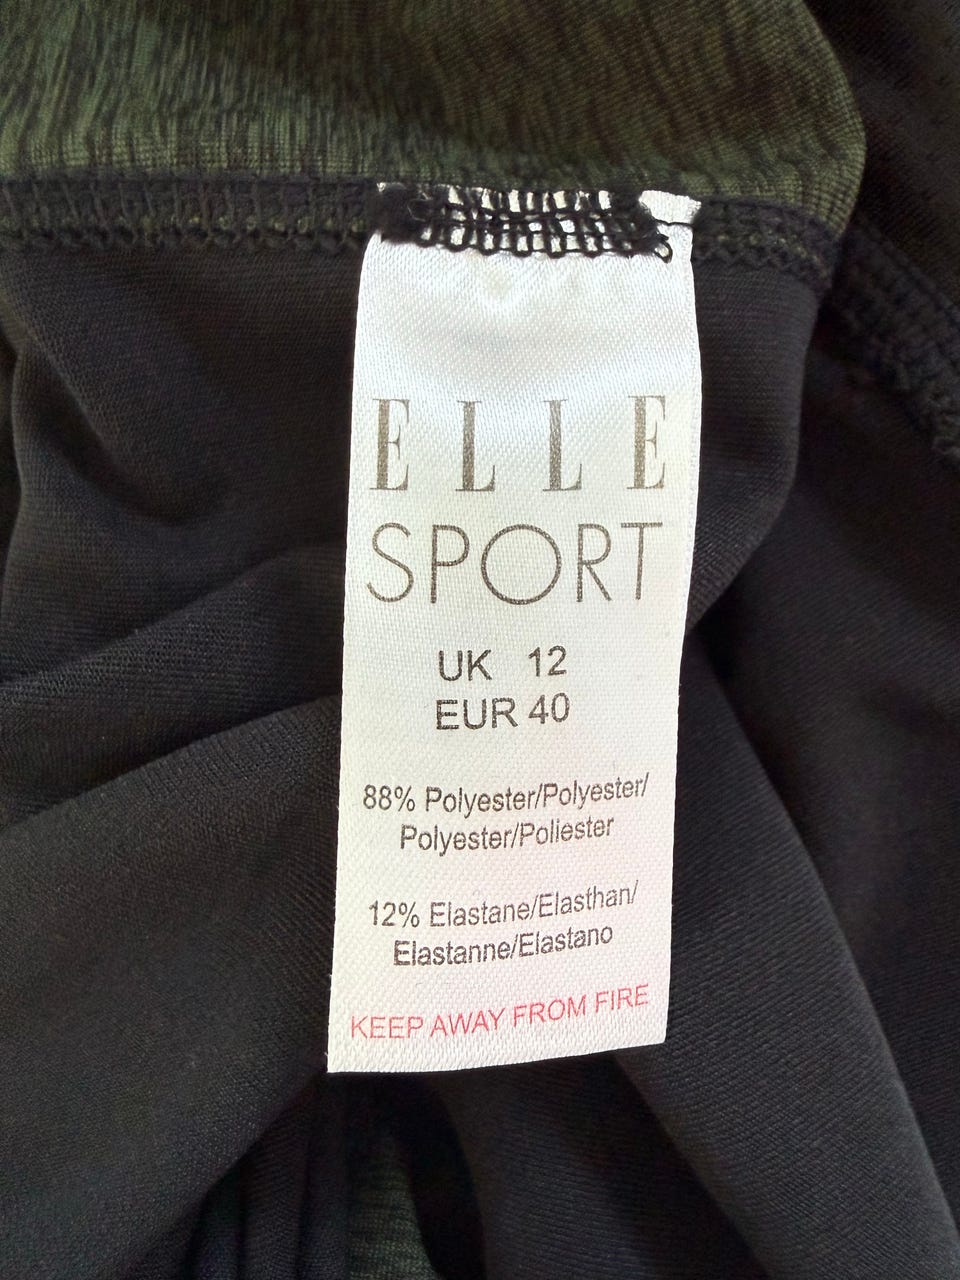 ELLE
SPORT
UK 12
EUR 40
88% Polyester/Polyester/
Polyester/Poliester
12% Elastane/Elasthan/
Elastanne/Elastano
KEEP AWAY FROM FIRE